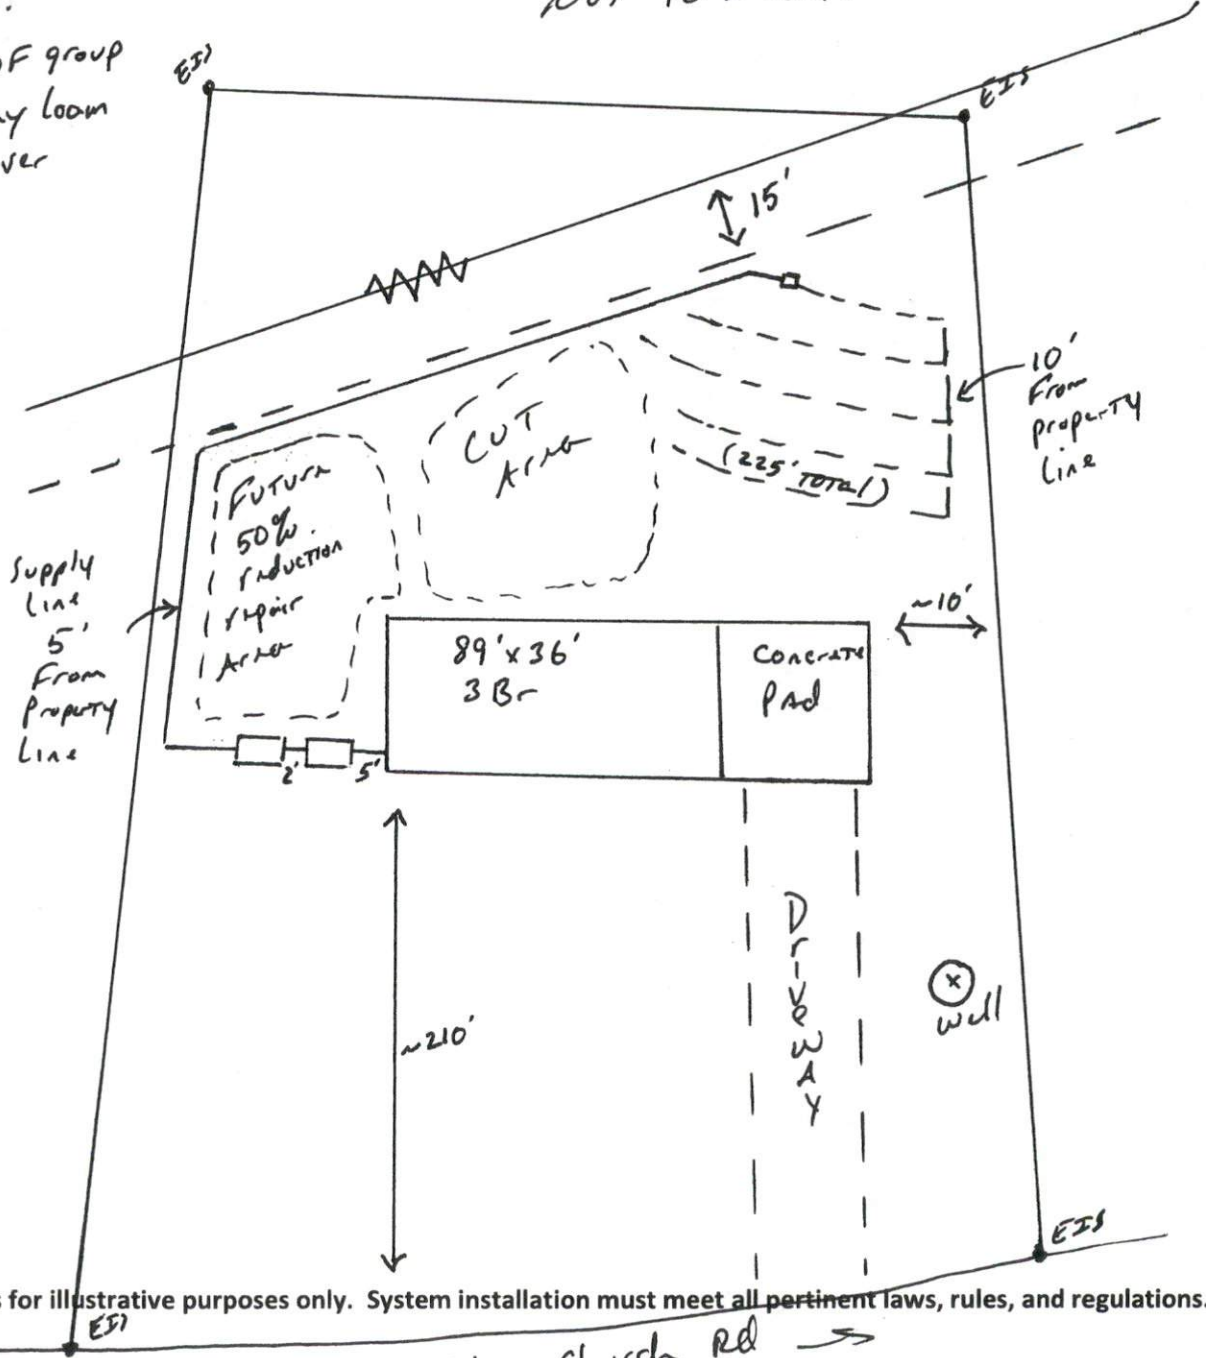 F group
loam
EIS
EIS
15'
10'
From
property
Line
CUT
Area
(225' Total)
Future
50%
reduction
repair
Area
Supply
Line
5'
From
Property
Line
~10'
89'x36'
3 Br
Concrete
Pad
2'
5'
~210'
Driveway
x
well
EIS
for illustrative purposes only. System installation must meet all pertinent laws, rules, and regulations.
EIS
Rd